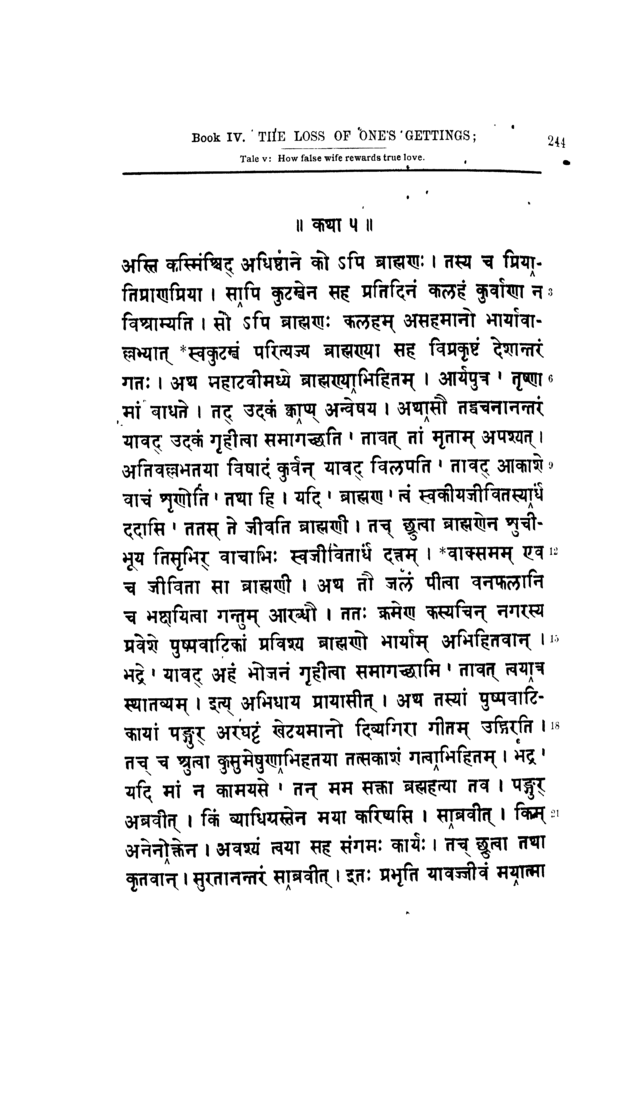 Book IV. THE LOSS OF ONE'S GETTINGS;
244
Tale v: How false wife rewards true love.
॥ कथा ५ ॥
अस्ति कस्मिंश्चिद् अधिष्ठाने को ऽपि ब्राह्मणः । तस्य च प्रिया-
तिप्राणप्रिया । सापि कुटुम्बेन सह प्रतिदिनं कलहं कुर्वाणा न 3
विश्राम्यति । सो ऽपि ब्राह्मणः कलहम् असहमानो भार्यावा-
ल्लभ्यात् *स्वकुटुम्बं परित्यज्य ब्राह्मण्या सह विप्रकृष्टं देशान्तरं
गतः । अथ महाटवीमध्ये ब्राह्मण्याभिहितम् । आर्यपुत्र ' तृष्णा 6
मां बाधते । तद् उदकं क्वाप्य् अन्वेषय । अथासौ तद्वचनानन्तरं
यावद् उदकं गृहीत्वा समागच्छति ' तावत् तां मृताम् अपश्यत् ।
अतिवल्लभतया विषादं कुर्वन् यावद् विलपति ' तावद् आकाशे 9
वाचं शृणोति ' तथा हि । यदि ' ब्राह्मण ' त्वं स्वकीयजीवितस्यार्धं
ददासि ' ततस् ते जीवति ब्राह्मणी । तच् छ्रुत्वा ब्राह्मणेन शुची-
भूय तिसृभिर् वाचाभिः स्वजीवितार्धं दत्तम् । *वाक्समम् एव 12
च जीविता सा ब्राह्मणी । अथ तौ जलं पीत्वा वनफलानि
च भक्षयित्वा गन्तुम् आरब्धौ । ततः क्रमेण कस्यचिन् नगरस्य
प्रवेशे पुष्पवाटिकां प्रविश्य ब्राह्मणो भार्याम् अभिहितवान् । 15
भद्रे ' यावद् अहं भोजनं गृहीत्वा समागच्छामि ' तावत् त्वयात्र
स्थातव्यम् । इत्य् अभिधाय प्रायासीत् । अथ तस्यां पुष्पवाटि-
कायां पङ्गुर् अरघट्टं खेटयमानो दिव्यगिरा गीतम् उद्गिरति । 18
तच् च श्रुत्वा कुसुमेषुणाभिहतया तत्सकाशं गत्वाभिहितम् । भद्र '
यदि मां न कामयसे ' तन् मम सक्ता ब्रह्महत्या तव । पङ्गुर्
अब्रवीत् । किं व्याधिग्रस्तेन मया करिष्यसि । साब्रवीत् । किम् 21
अनेनोक्तेन । अवश्यं त्वया सह संगमः कार्यः । तच् छ्रुत्वा तथा
कृतवान् । सुरतानन्तरं साब्रवीत् । इतः प्रभृति यावज्जीवं मयात्मा